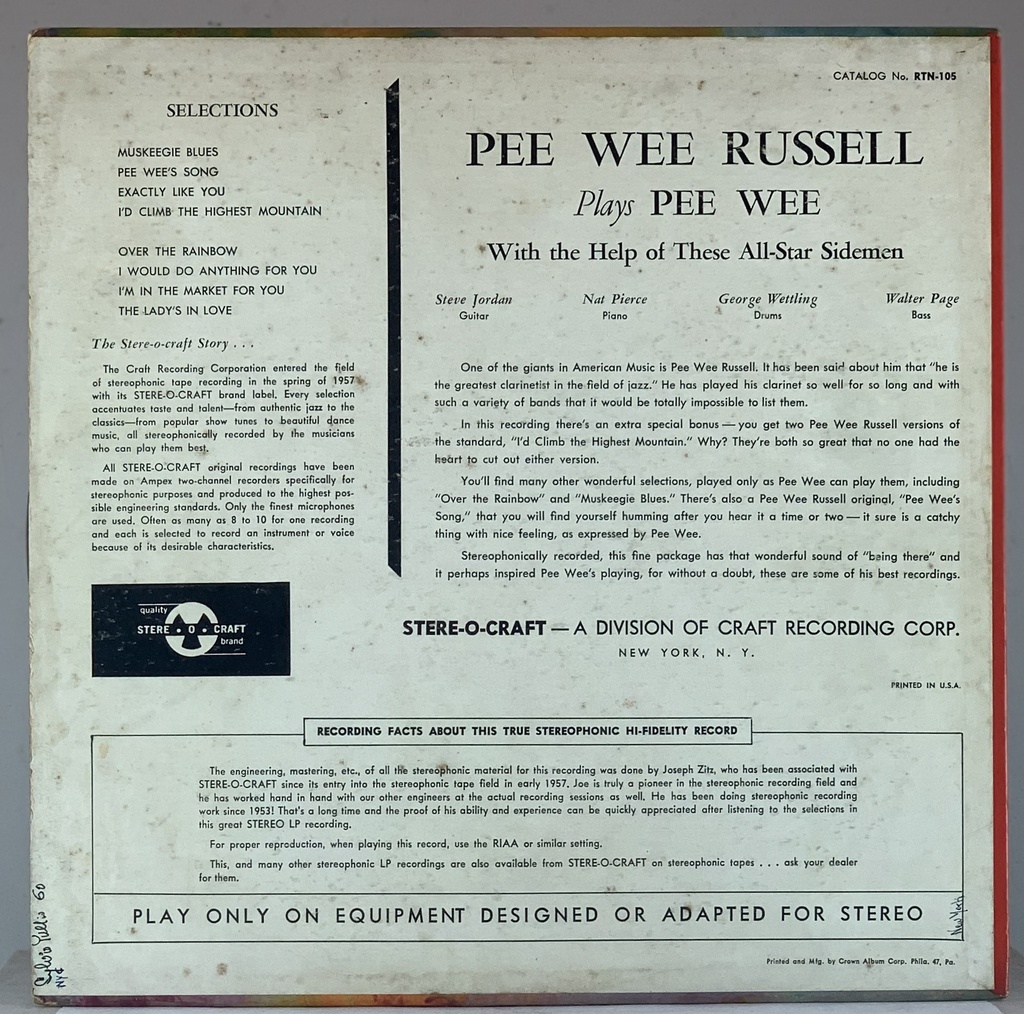 CATALOG No. RTN-105
SELECTIONS
MUSKEEGIE BLUES
PEE WEE'S SONG
EXACTLY LIKE YOU
I'D CLIMB THE HIGHEST MOUNTAIN
OVER THE RAINBOW
I WOULD DO ANYTHING FOR YOU
I'M IN THE MARKET FOR YOU
THE LADY'S IN LOVE
The Stere-o-craft Story . . .
The Craft Recording Corporation entered the field
of stereophonic tape recording in the spring of 1957
with its STERE-O-CRAFT brand label. Every selection
accentuates taste and talent—from authentic jazz to the
classics—from popular show tunes to beautiful dance
music, all stereophonically recorded by the musicians
who can play them best.
All STERE-O-CRAFT original recordings have been
made on Ampex two-channel recorders specifically for
stereophonic purposes and produced to the highest pos-
sible engineering standards. Only the finest microphones
are used. Often as many as 8 to 10 for one recording
and each is selected to record an instrument or voice
because of its desirable characteristics.
quality
STERE·O·CRAFT
brand
PEE WEE RUSSELL
Plays PEE WEE
With the Help of These All-Star Sidemen
Steve Jordan Nat Pierce George Wettling Walter Page
Guitar Piano Drums Bass
One of the giants in American Music is Pee Wee Russell. It has been said about him that "he is
the greatest clarinetist in the field of jazz." He has played his clarinet so well for so long and with
such a variety of bands that it would be totally impossible to list them.
In this recording there's an extra special bonus — you get two Pee Wee Russell versions of
the standard, "I'd Climb the Highest Mountain." Why? They're both so great that no one had the
heart to cut out either version.
You'll find many other wonderful selections, played only as Pee Wee can play them, including
"Over the Rainbow" and "Muskeegie Blues." There's also a Pee Wee Russell original, "Pee Wee's
Song," that you will find yourself humming after you hear it a time or two — it sure is a catchy
thing with nice feeling, as expressed by Pee Wee.
Stereophonically recorded, this fine package has that wonderful sound of "being there" and
it perhaps inspired Pee Wee's playing, for without a doubt, these are some of his best recordings.
STERE-O-CRAFT — A DIVISION OF CRAFT RECORDING CORP.
NEW YORK, N. Y.
PRINTED IN U.S.A.
RECORDING FACTS ABOUT THIS TRUE STEREOPHONIC HI-FIDELITY RECORD
The engineering, mastering, etc., of all the stereophonic material for this recording was done by Joseph Zitz, who has been associated with
STERE-O-CRAFT since its entry into the stereophonic tape field in early 1957. Joe is truly a pioneer in the stereophonic recording field and
he has worked hand in hand with our other engineers at the actual recording sessions as well. He has been doing stereophonic recording
work since 1953! That's a long time and the proof of his ability and experience can be quickly appreciated after listening to the selections in
this great STEREO LP recording.
For proper reproduction, when playing this record, use the RIAA or similar setting.
This, and many other stereophonic LP recordings are also available from STERE-O-CRAFT on stereophonic tapes . . . ask your dealer
for them.
PLAY ONLY ON EQUIPMENT DESIGNED OR ADAPTED FOR STEREO
Printed and Mfg. by Crown Album Corp. Phila. 47, Pa.
60
NYC
New York